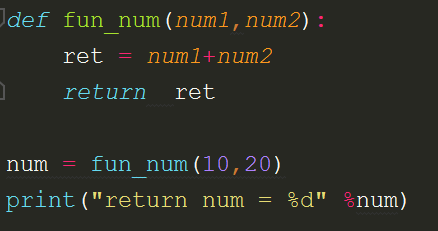 def fun_num(num1,num2):
    ret = num1+num2
    return  ret

num = fun_num(10,20)
print("return num = %d" %num)